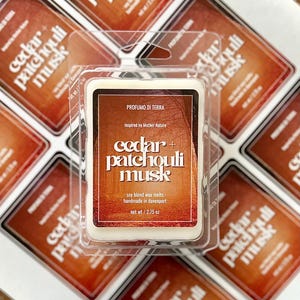 PROFUMO DI TERRA
Inspired by Mother Nature
cedar +
patchouli
musk
soy blend wax melts
handmade in davenport
net wt / 2.75 oz